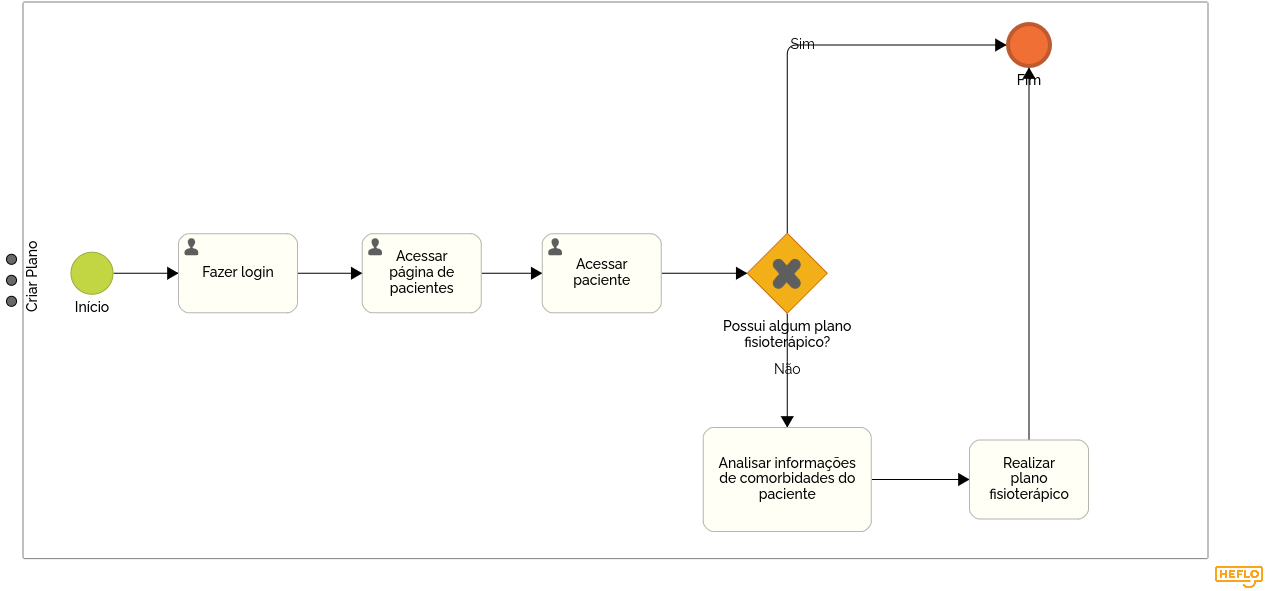 Sim
Fim
Criar Plano
Início
Fazer login
Acessar
página de
pacientes
Acessar
paciente
Possui algum plano
fisioterápico?
Não
Analisar informações
de comorbidades do
paciente
Realizar
plano
fisioterápico
HEFLO